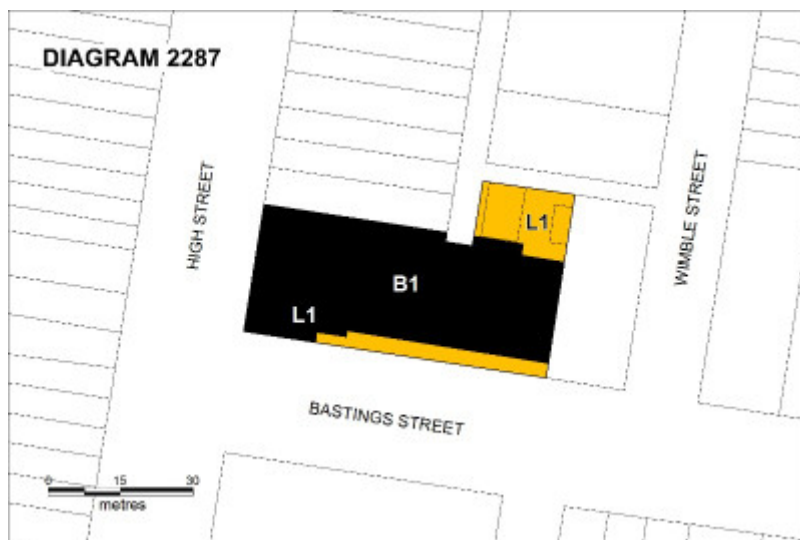 DIAGRAM 2287
HIGH STREET
WIMBLE STREET
L1
B1
L1
BASTINGS STREET
0 15 30
metres